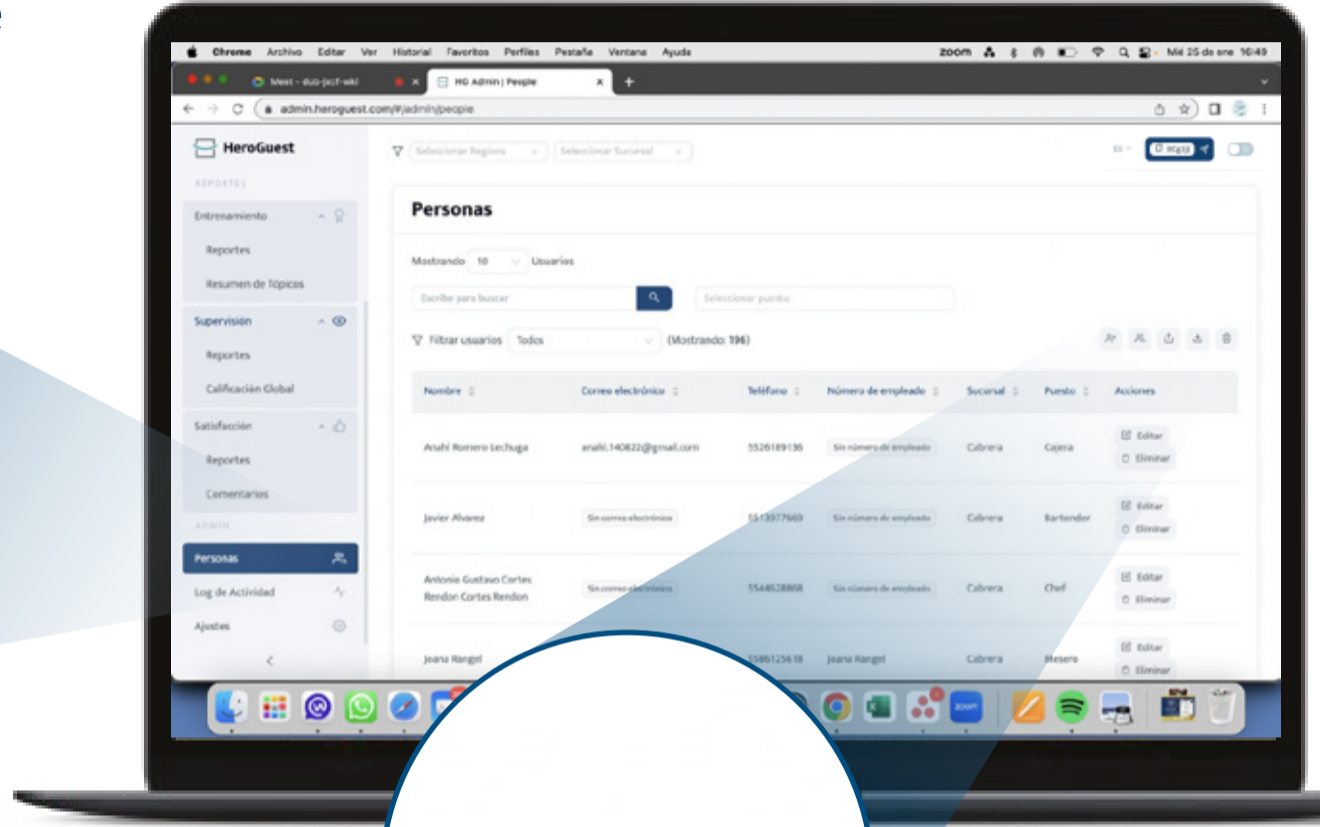 e
Chrome Archivo Editar Ver Historial Favoritos Perfiles Pestaña Ventana Ayuda zoom Mié 25 de ene 16:49
Meet - HG Admin | People
admin.heroguest.com/#/admin/people
HeroGuest
Seleccionar Regions Seleccionar Sucursal
ES
REPORTES
Entrenamiento
Reportes
Resumen de Tópicos
Supervisión
Reportes
Calificación Global
Satisfacción
Reportes
Comentarios
ADMIN
Personas
Log de Actividad
Ajustes
Personas
Mostrando 10 Usuarios
Escribe para buscar Seleccionar puesto
Filtrar usuarios Todos (Mostrando: 196)
Nombre Correo electrónico Teléfono Número de empleado Sucursal Puesto Acciones
Anahí Romero Lechuga anahi.140822@gmail.com 5526189136 Sin número de empleado Cabrera Cajera Editar
Eliminar
Javier Alvarez Sin correo electrónico 5513977669 Sin número de empleado Cabrera Bartender Editar
Eliminar
Antonio Gustavo Cortes
Rendon Cortes Rendon Sin correo electrónico 5544628868 Sin número de empleado Cabrera Chef Editar
Eliminar
Joana Rangel 5586125618 Joana Rangel Cabrera Mesero Editar
Eliminar
zoom